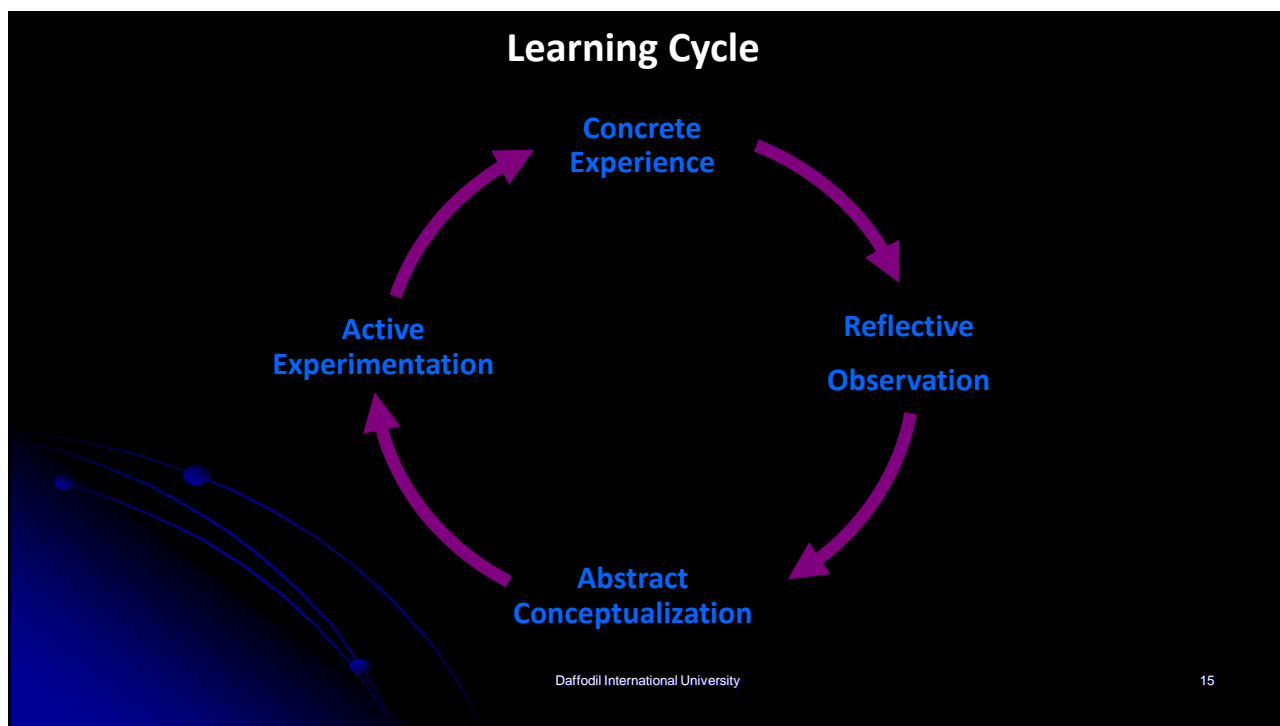 Learning Cycle
Concrete
Experience
Reflective
Observation
Abstract
Conceptualization
Active
Experimentation
Daffodil International University
15